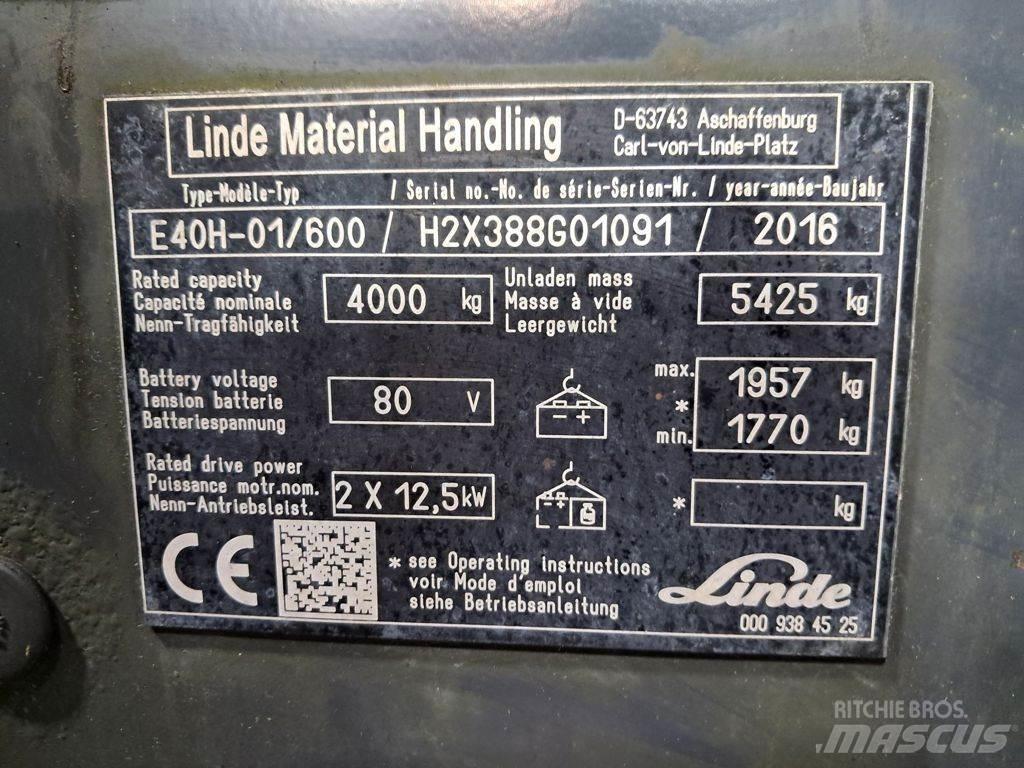 Linde Material Handling
D-63743 Aschaffenburg
Carl-von-Linde-Platz
Type-Modèle-Typ / Serial no.-No. de série-Serien-Nr. / year-année-Baujahr
E40H-01/600 / H2X388G01091 / 2016
Rated capacity
Capacité nominale
Nenn-Tragfähigkeit
4000 kg
Unladen mass
Masse à vide
Leergewicht
5425 kg
Battery voltage
Tension batterie
Batteriespannung
80 V
- +
max. 1957 kg
*
min. 1770 kg
Rated drive power
Puissance motr.nom.
Nenn-Antriebsleist.
2 X 12,5kW
- +
* kg
CE
* see Operating instructions
voir Mode d'emploi
siehe Betriebsanleitung
Linde
000 938 45 25
RITCHIE BROS.
MASCUS